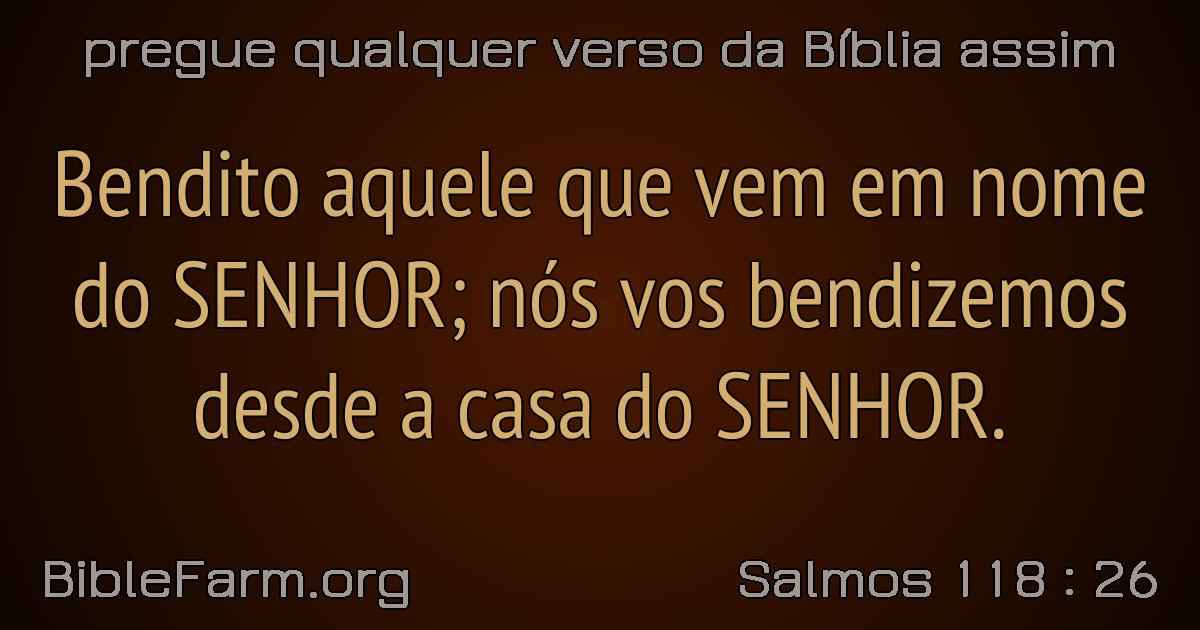 pregue qualquer verso da Bíblia assim
Bendito aquele que vem em nome
do SENHOR; nós vos bendizemos
desde a casa do SENHOR.
BibleFarm.org
Salmos 118 : 26